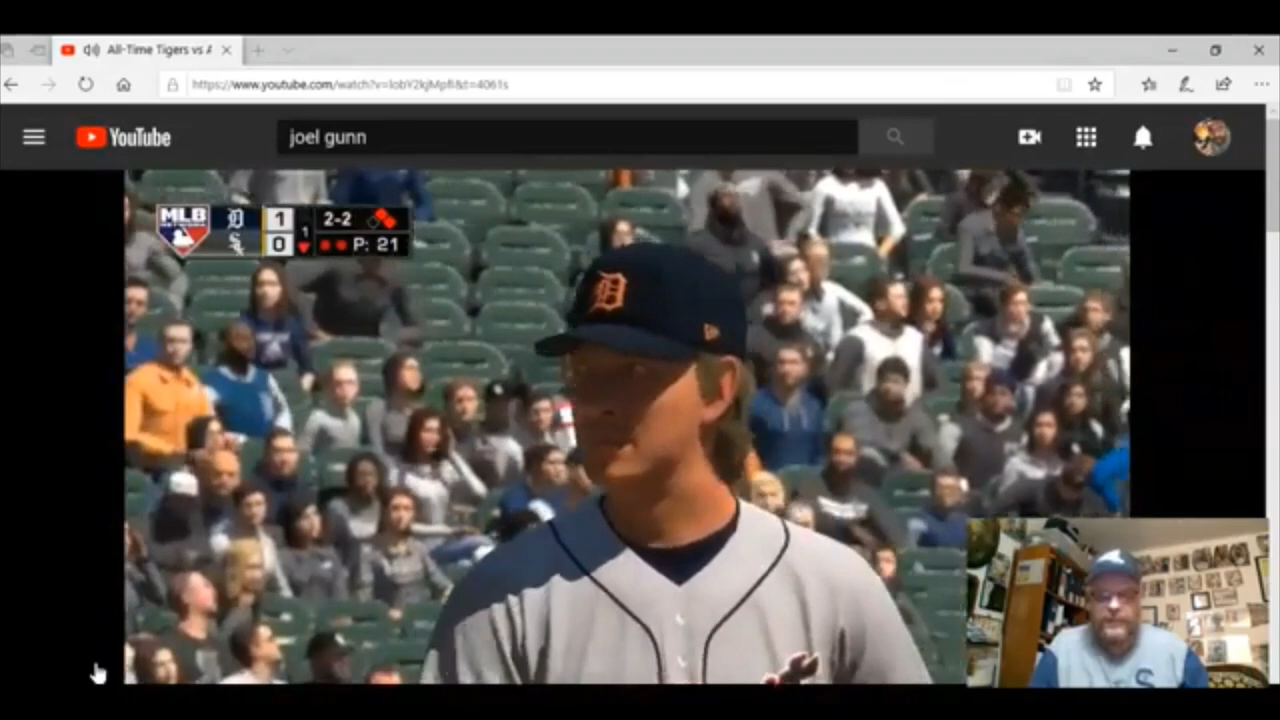 All-Time Tigers vs A
https://www.youtube.com/watch?v=lobY2kjMpfI&t=4061s
YouTube
joel gunn
MLB
D 1
0
1
2-2
P: 21
D
S